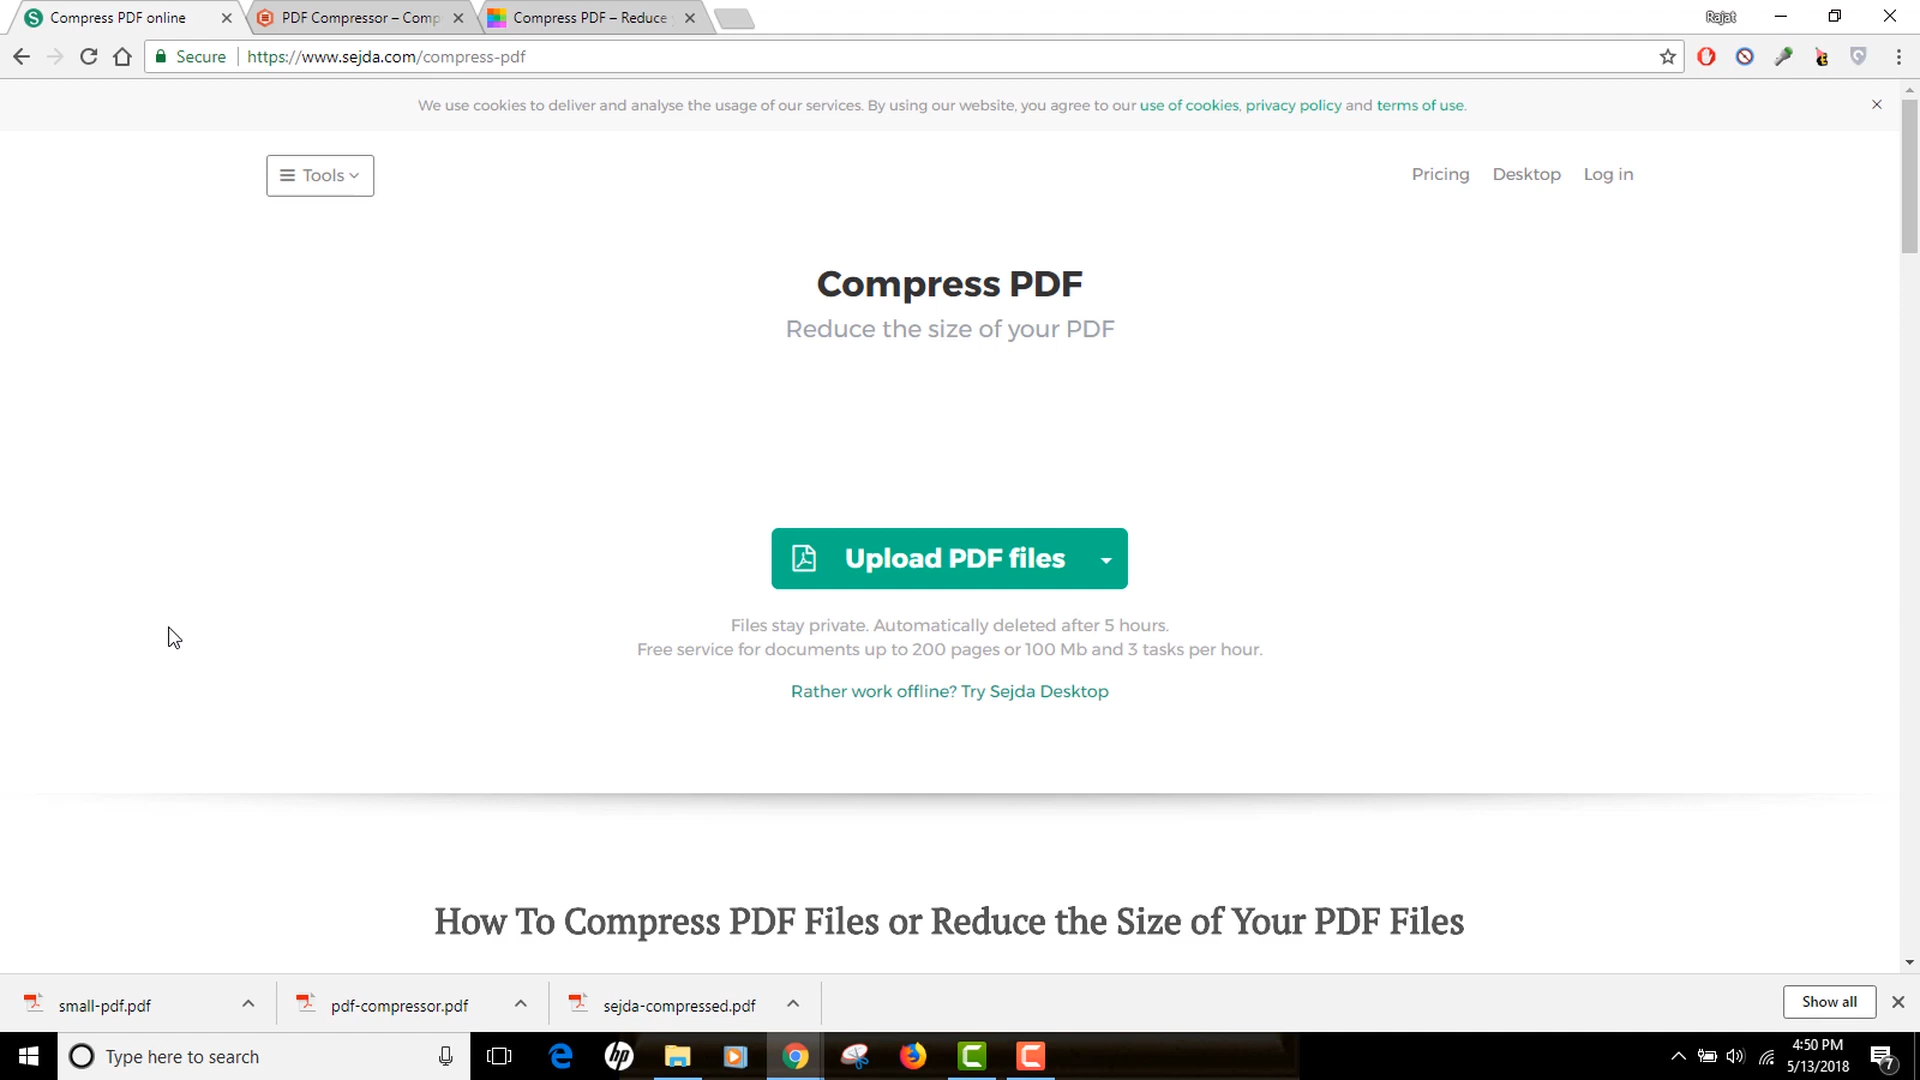 Compress PDF online
PDF Compressor – Comp
Compress PDF – Reduce
Rajat
Secure
https://www.sejda.com/compress-pdf
We use cookies to deliver and analyse the usage of our services. By using our website, you agree to our use of cookies, privacy policy and terms of use.
Tools
Pricing
Desktop
Log in
Compress PDF
Reduce the size of your PDF
Upload PDF files
Files stay private. Automatically deleted after 5 hours.
Free service for documents up to 200 pages or 100 Mb and 3 tasks per hour.
Rather work offline? Try Sejda Desktop
How To Compress PDF Files or Reduce the Size of Your PDF Files
small-pdf.pdf
pdf-compressor.pdf
sejda-compressed.pdf
Show all
Type here to search
4:50 PM
5/13/2018
7